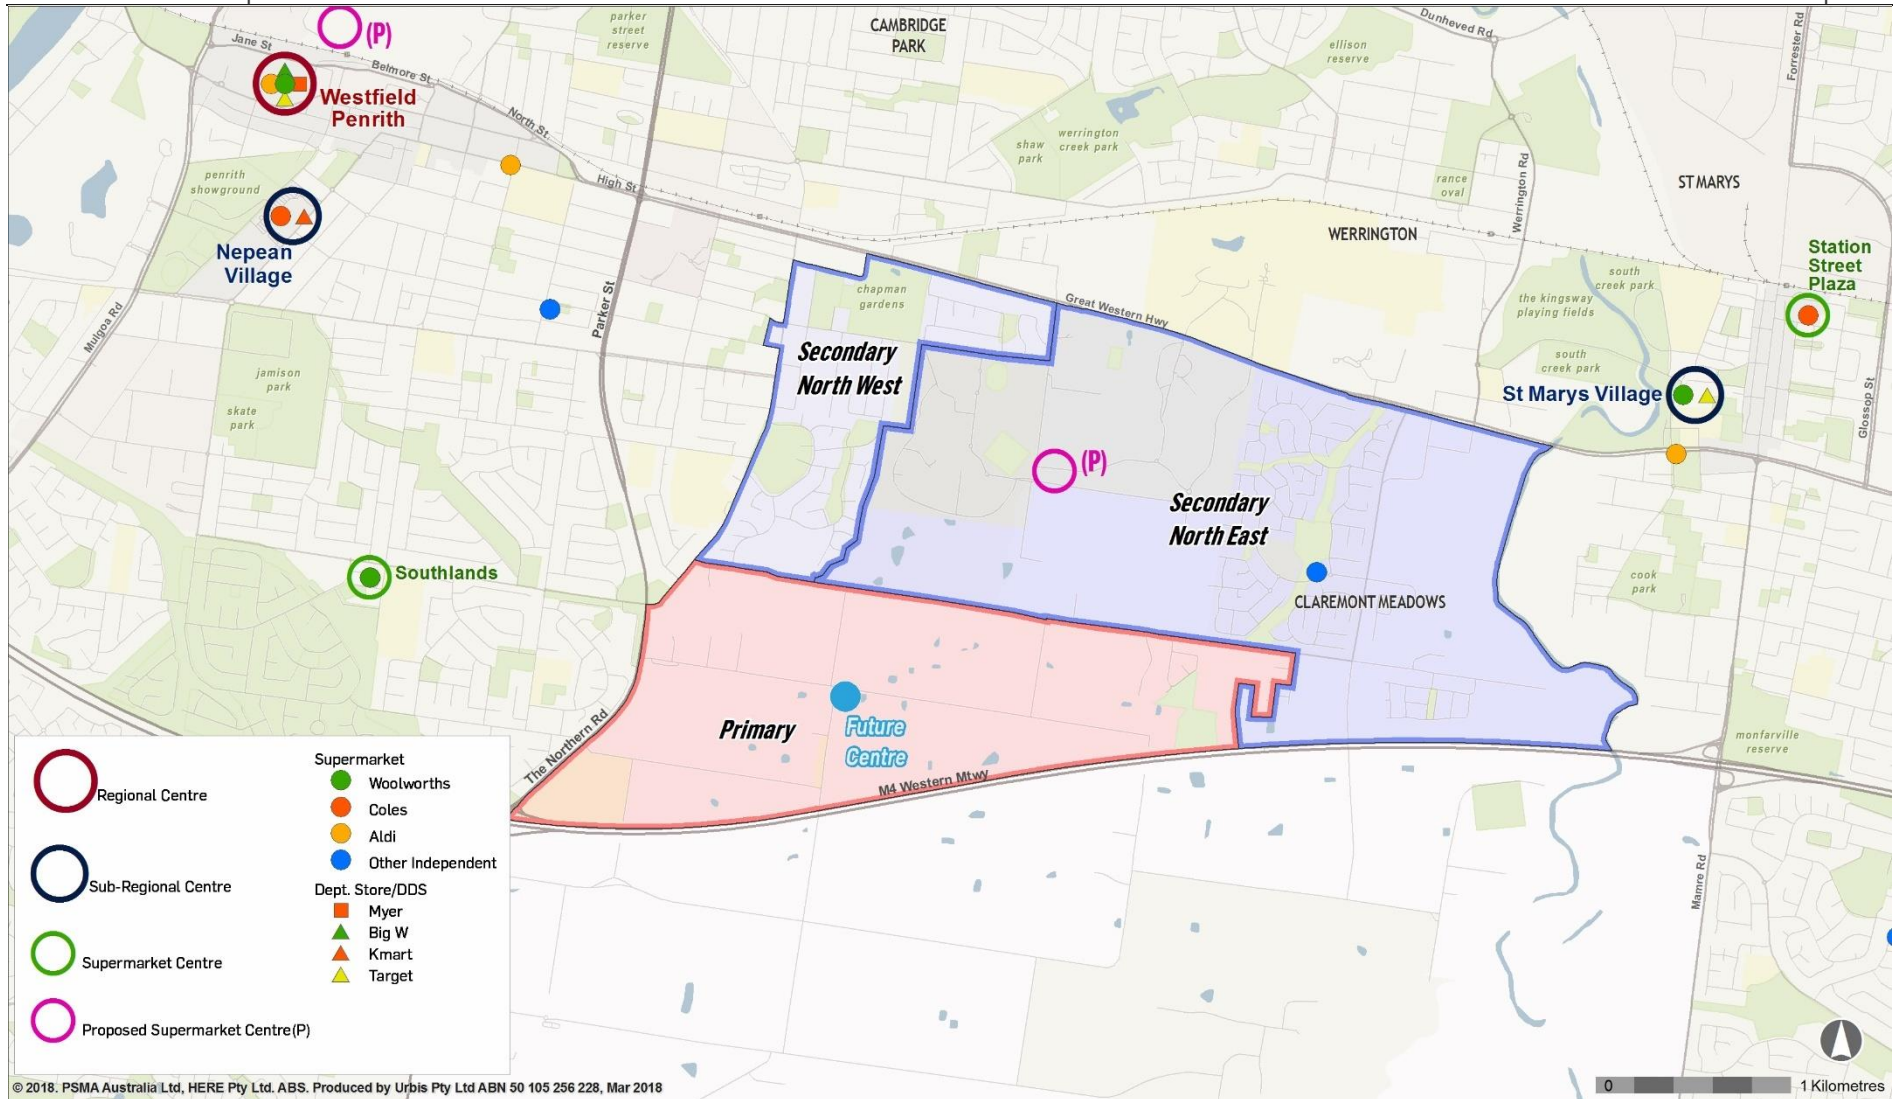 Dunheved Rd
Forrester Rd
parker
street
reserve
CAMBRIDGE
PARK
(P)
Jane St
ellison
reserve
Belmore St
Westfield
Penrith
North St
werrington
creek park
shaw
park
penrith
showground
High St
rance
oval
Werrington Rd
ST MARYS
WERRINGTON
Nepean
Village
Station
Street
Plaza
south
creek park
chapman
gardens
Great Western Hwy
the kingsway
playing fields
Mulgoa Rd
Parker St
Secondary
North West
south
creek park
jamison
park
St Marys Village
Glossop St
skate
park
(P)
Secondary
North East
Southlands
cook
park
CLAREMONT MEADOWS
The Northern Rd
Primary
Future
Centre
monfarville
reserve
M4 Western Mtwy
Mamre Rd
Regional Centre
Sub-Regional Centre
Supermarket Centre
Proposed Supermarket Centre(P)
Supermarket
Woolworths
Coles
Aldi
Other Independent
Dept. Store/DDS
Myer
Big W
Kmart
Target
© 2018. PSMA Australia Ltd, HERE Pty Ltd. ABS. Produced by Urbis Pty Ltd ABN 50 105 256 228, Mar 2018
0 1 Kilometres